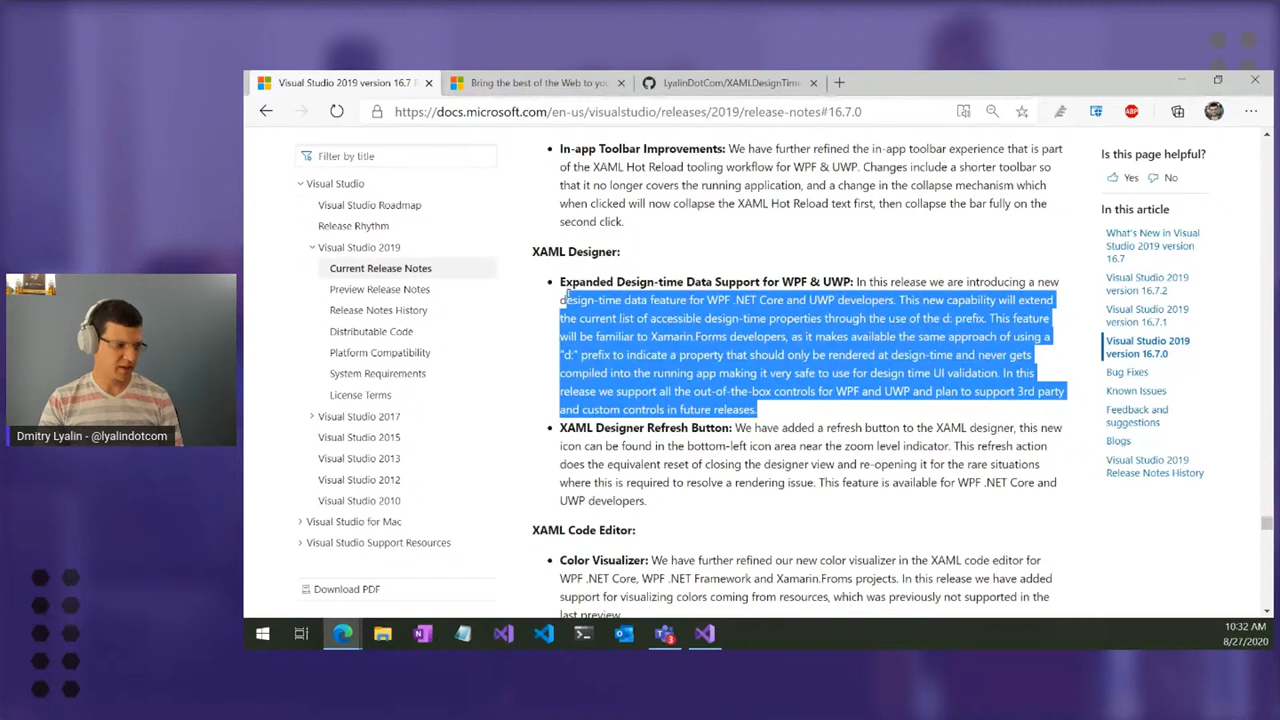 Visual Studio 2019 version 16.7 F
Bring the best of the Web to you
LyalinDotCom/XAMLDesignTim
https://docs.microsoft.com/en-us/visualstudio/releases/2019/release-notes#16.7.0
ABP
Filter by title
Visual Studio
Visual Studio Roadmap
Release Rhythm
Visual Studio 2019
Current Release Notes
Preview Release Notes
Release Notes History
Distributable Code
Platform Compatibility
System Requirements
License Terms
Visual Studio 2017
Visual Studio 2015
Visual Studio 2013
Visual Studio 2012
Visual Studio 2010
Visual Studio for Mac
Visual Studio Support Resources
Download PDF
• In-app Toolbar Improvements: We have further refined the in-app toolbar experience that is part
of the XAML Hot Reload tooling workflow for WPF & UWP. Changes include a shorter toolbar so
that it no longer covers the running application, and a change in the collapse mechanism which
when clicked will now collapse the XAML Hot Reload text first, then collapse the bar fully on the
second click.
XAML Designer:
• Expanded Design-time Data Support for WPF & UWP: In this release we are introducing a new
design-time data feature for WPF .NET Core and UWP developers. This new capability will extend
the current list of accessible design-time properties through the use of the d: prefix. This feature
will be familiar to Xamarin.Forms developers, as it makes available the same approach of using a
"d:" prefix to indicate a property that should only be rendered at design-time and never gets
compiled into the running app making it very safe to use for design time UI validation. In this
release we support all the out-of-the-box controls for WPF and UWP and plan to support 3rd party
and custom controls in future releases.
• XAML Designer Refresh Button: We have added a refresh button to the XAML designer, this new
icon can be found in the bottom-left icon area near the zoom level indicator. This refresh action
does the equivalent reset of closing the designer view and re-opening it for the rare situations
where this is required to resolve a rendering issue. This feature is available for WPF .NET Core and
UWP developers.
XAML Code Editor:
• Color Visualizer: We have further refined our new color visualizer in the XAML code editor for
WPF .NET Core, WPF .NET Framework and Xamarin.Froms projects. In this release we have added
support for visualizing colors coming from resources, which was previously not supported in the
last preview.
Is this page helpful?
Yes No
In this article
What's New in Visual
Studio 2019 version
16.7
Visual Studio 2019
version 16.7.2
Visual Studio 2019
version 16.7.1
Visual Studio 2019
version 16.7.0
Bug Fixes
Known Issues
Feedback and
suggestions
Blogs
Visual Studio 2019
Release Notes History
Dmitry Lyalin - @lyalindotcom
3
10:32 AM
8/27/2020